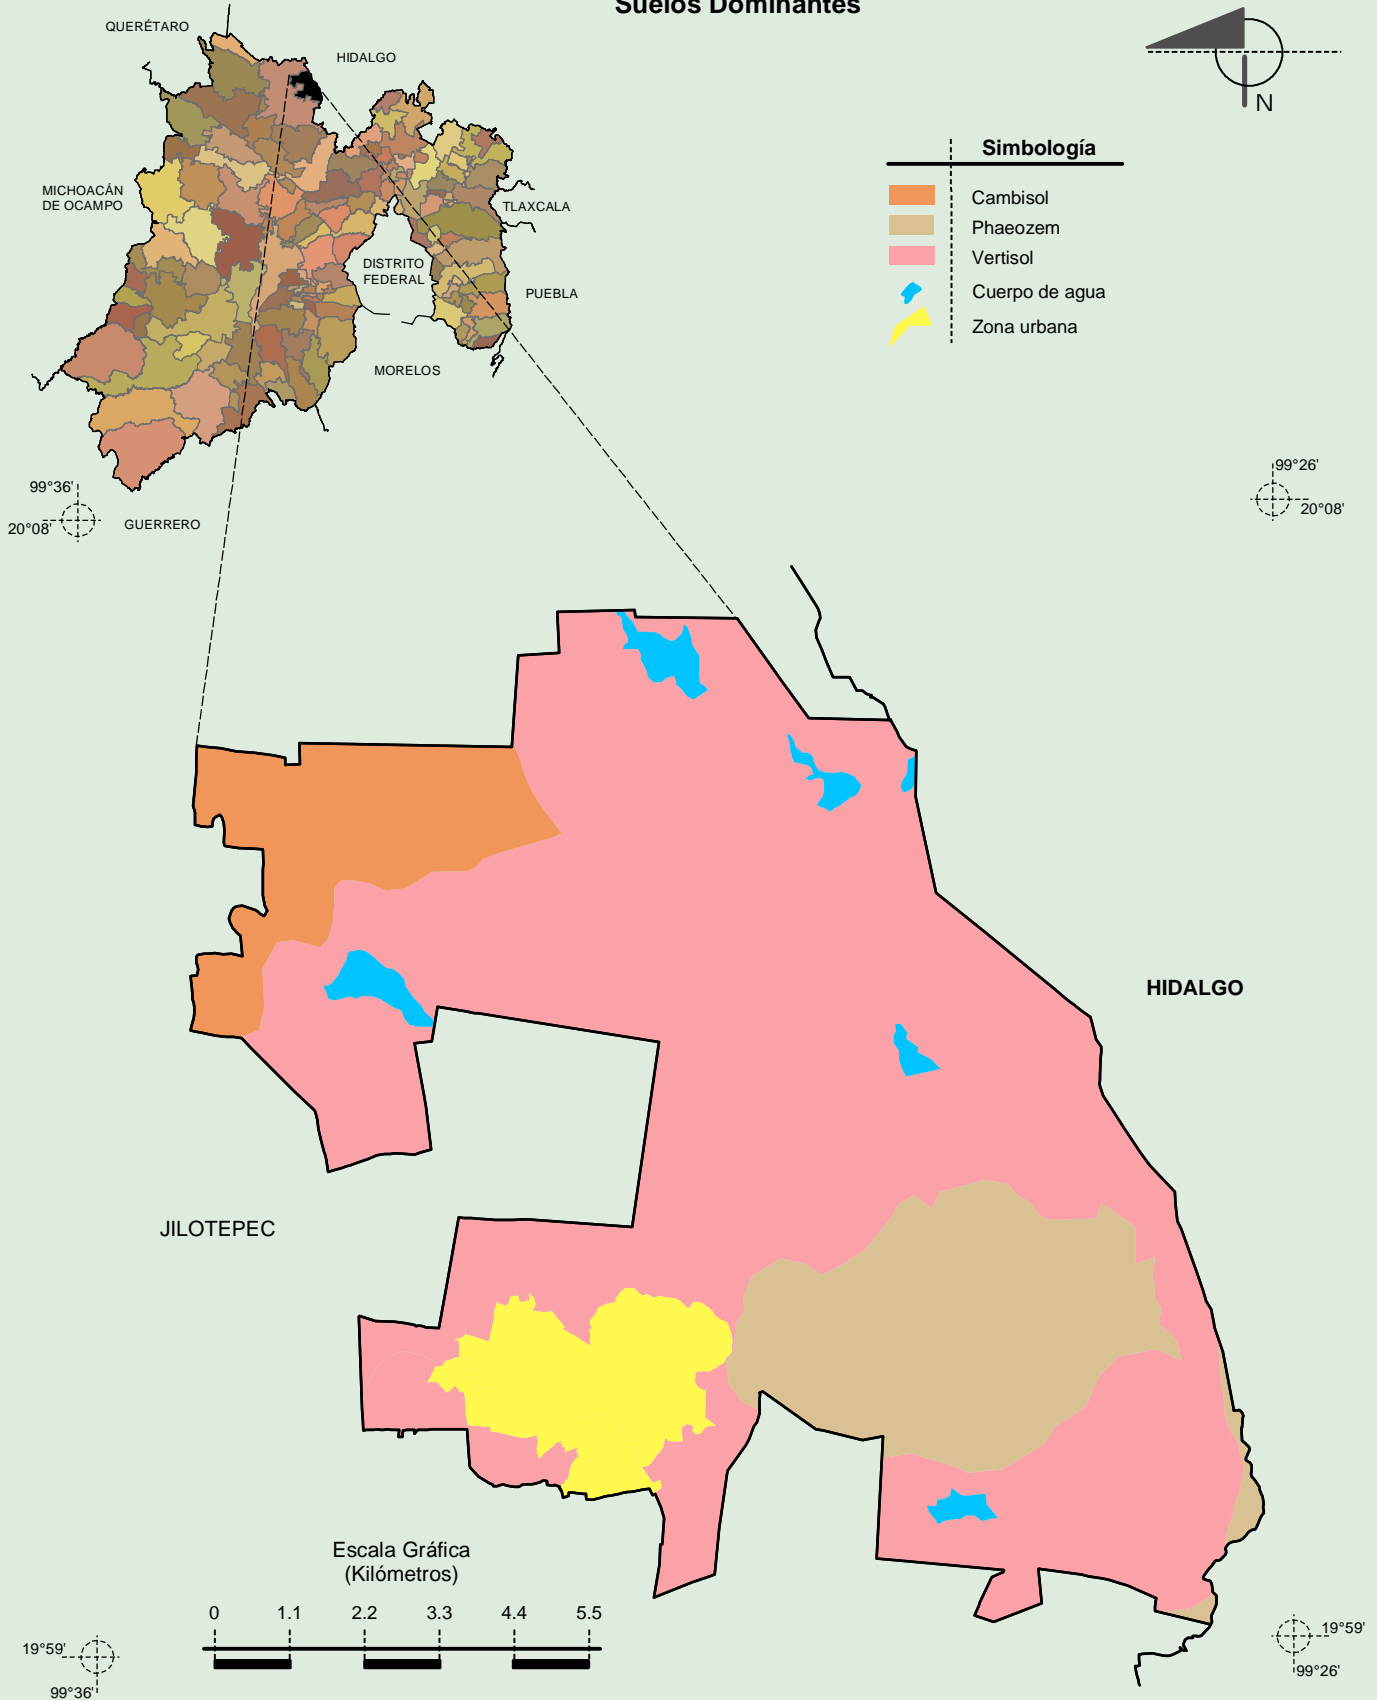 Suelos Dominantes
QUERÉTARO
HIDALGO
N
Simbología
Cambisol
Phaeozem
Vertisol
Cuerpo de agua
Zona urbana
MICHOACÁN
DE OCAMPO
TLAXCALA
DISTRITO
FEDERAL
PUEBLA
MORELOS
GUERRERO
99°36'
20°08'
99°26'
20°08'
HIDALGO
JILOTEPEC
Escala Gráfica
(Kilómetros)
0 1.1 2.2 3.3 4.4 5.5
19°59'
99°36'
19°59'
99°26'